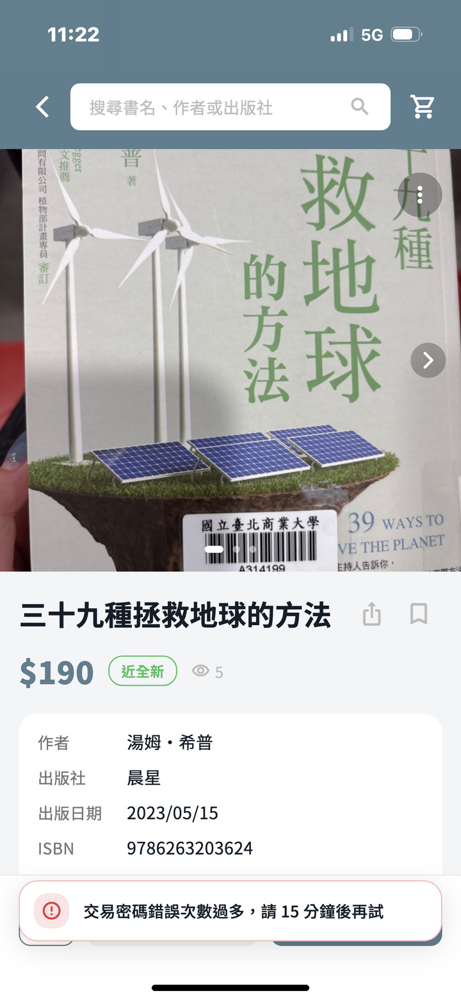 11:22
5G
搜尋書名、作者或出版社
十九種
救地球
的方法
普 著
egger
文推薦
問有限公司 植物部計畫專員 審訂
國立臺北商業大學
A314199
39 WAYS TO
VE THE PLANET
主持人告訴你，
三十九種拯救地球的方法
$190
近全新
5
作者
湯姆・希普
出版社
晨星
出版日期
2023/05/15
ISBN
9786263203624
交易密碼錯誤次數過多，請 15 分鐘後再試